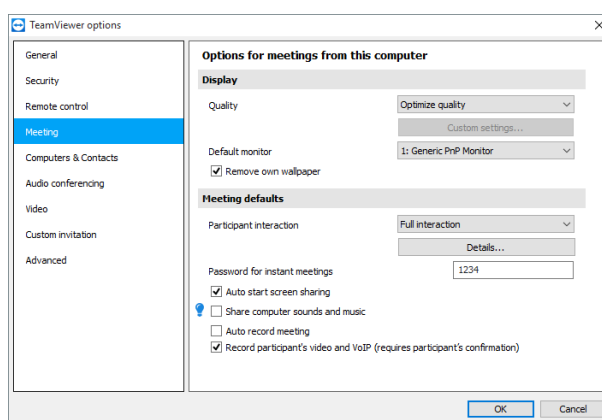 TeamViewer options
General
Security
Remote control
Meeting
Computers & Contacts
Audio conferencing
Video
Custom invitation
Advanced
Options for meetings from this computer
Display
Quality Optimize quality
Custom settings...
Default monitor 1: Generic PnP Monitor
Remove own wallpaper
Meeting defaults
Participant interaction Full interaction
Details...
Password for instant meetings 1234
Auto start screen sharing
Share computer sounds and music
Auto record meeting
Record participant's video and VoIP (requires participant's confirmation)
OK Cancel